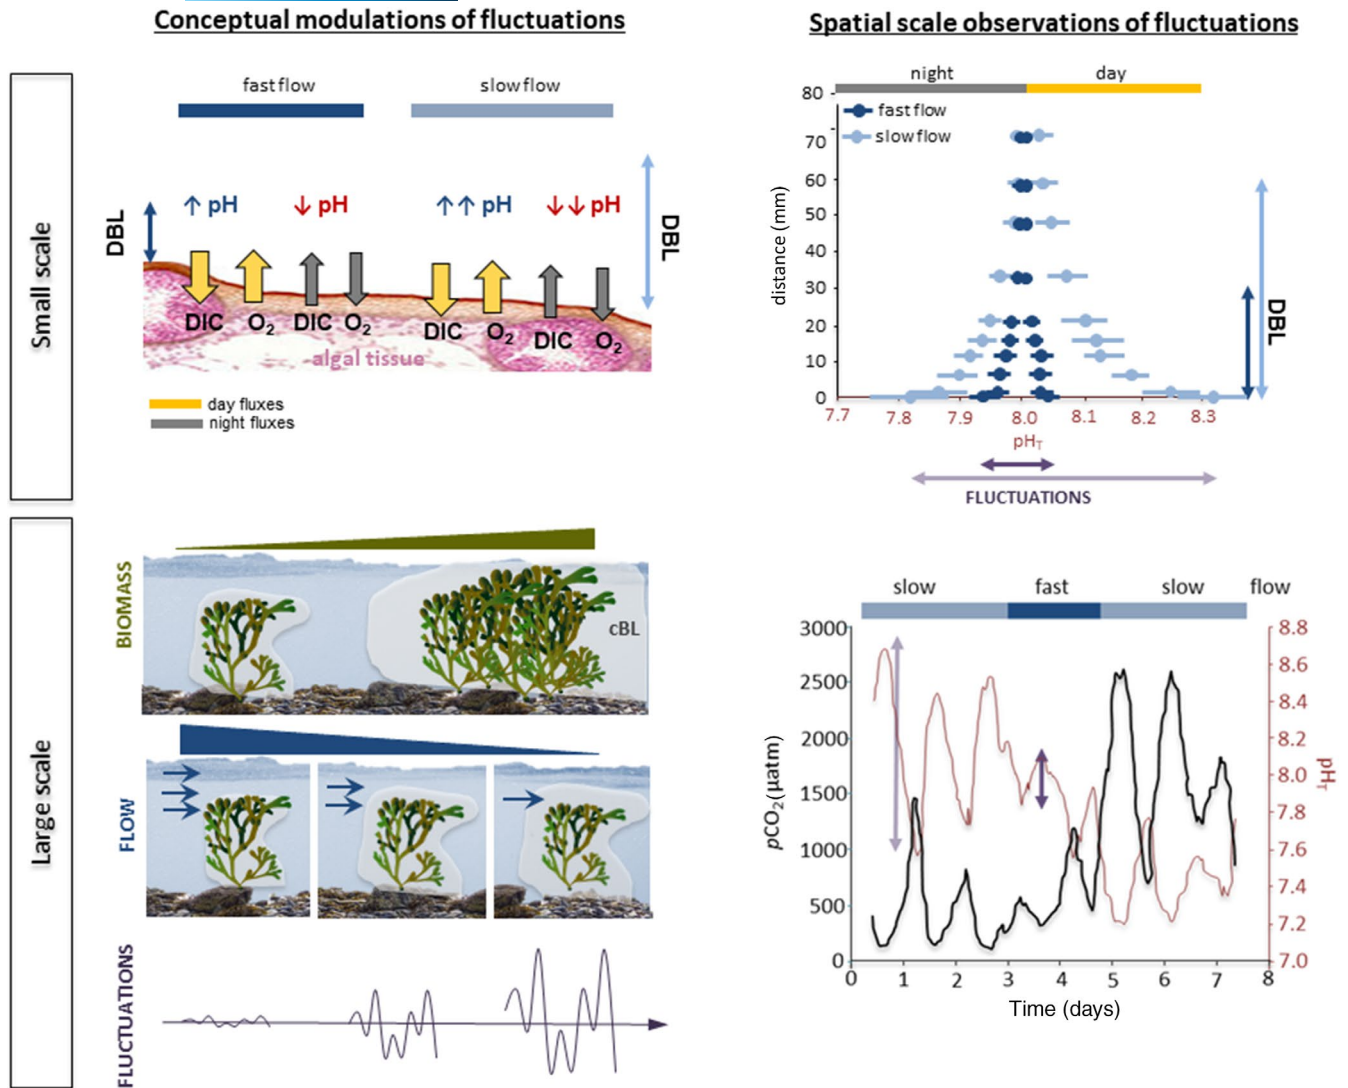 Conceptual modulations of fluctuations
Spatial scale observations of fluctuations
Small scale
fast flow
slow flow
DBL
↑ pH
↓ pH
↑↑ pH
↓↓ pH
DBL
DIC
O2
DIC
O2
DIC
O2
DIC
O2
algal tissue
day fluxes
night fluxes
night
day
fast flow
slow flow
distance (mm)
80
70
60
50
40
30
20
10
0
7.7
7.8
7.9
8.0
8.1
8.2
8.3
pHT
DBL
FLUCTUATIONS
Large scale
BIOMASS
cBL
FLOW
FLUCTUATIONS
slow
fast
slow
flow
pCO2 (µatm)
3000
2500
2000
1500
1000
500
0
8.8
8.6
8.4
8.2
8.0
7.8
7.6
7.4
7.2
7.0
pHT
0
1
2
3
4
5
6
7
8
Time (days)